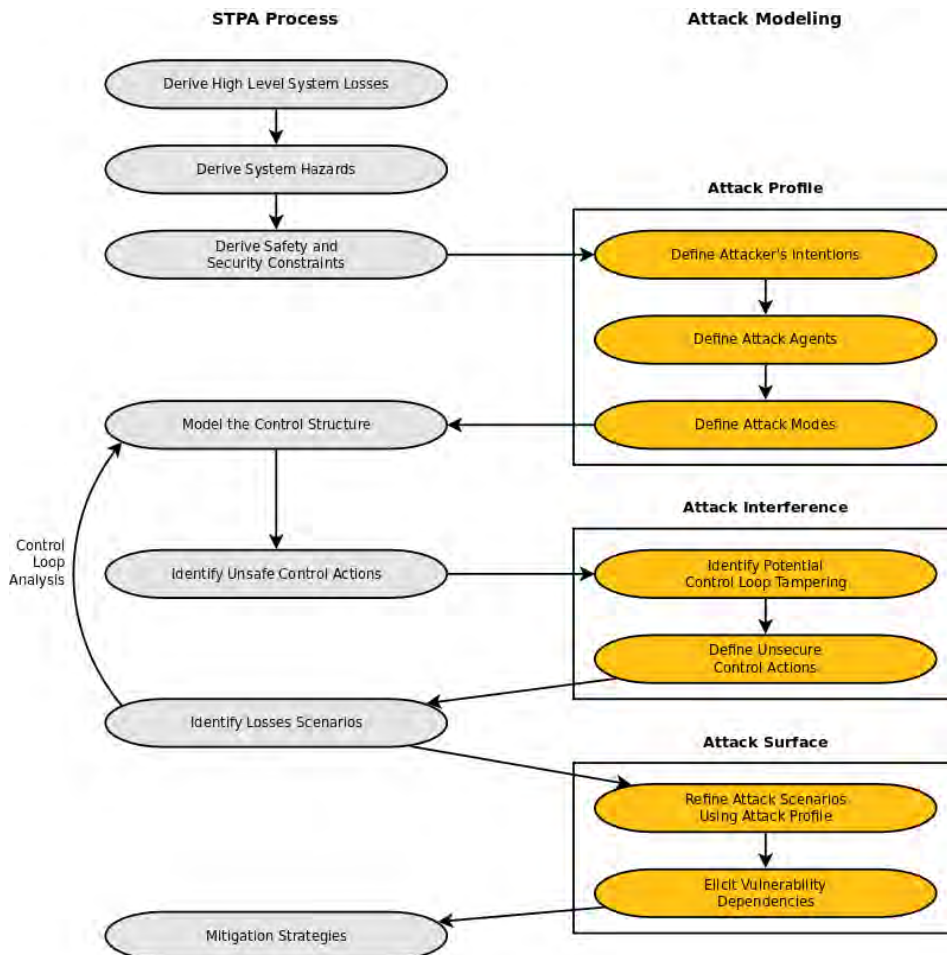 STPA Process
Attack Modeling
Derive High Level System Losses
Derive System Hazards
Attack Profile
Derive Safety and
Security Constraints
Define Attacker's Intentions
Define Attack Agents
Model the Control Structure
Define Attack Modes
Attack Interference
Control
Loop
Analysis
Identify Unsafe Control Actions
Identify Potential
Control Loop Tampering
Define Unsecure
Control Actions
Identify Losses Scenarios
Attack Surface
Refine Attack Scenarios
Using Attack Profile
Elicit Vulnerability
Dependencies
Mitigation Strategies